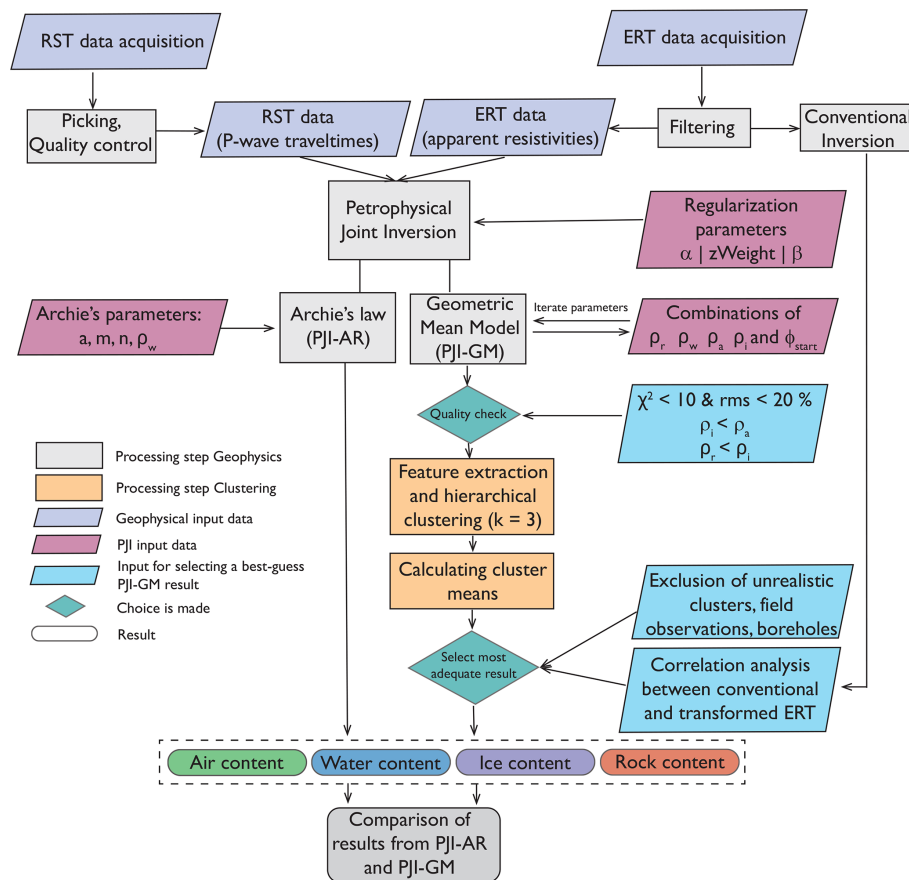 RST data acquisition
ERT data acquisition
Picking,
Quality control
RST data
(P-wave traveltimes)
ERT data
(apparent resistivities)
Filtering
Conventional
Inversion
Petrophysical
Joint Inversion
Regularization
parameters
α | zWeight | β
Archie's parameters:
a, m, n, ρw
Archie's law
(PJI-AR)
Geometric
Mean Model
(PJI-GM)
Iterate parameters
Combinations of
ρr ρw ρa ρi and ϕstart
Quality check
χ² < 10 & rms < 20 %
ρi < ρa
ρr < ρi
Processing step Geophysics
Processing step Clustering
Geophysical input data
PJI input data
Input for selecting a best-guess
PJI-GM result
Choice is made
Result
Feature extraction
and hierarchical
clustering (k = 3)
Calculating cluster
means
Select most
adequate result
Exclusion of unrealistic
clusters, field
observations, boreholes
Correlation analysis
between conventional
and transformed ERT
Air content
Water content
Ice content
Rock content
Comparison of
results from PJI-AR
and PJI-GM